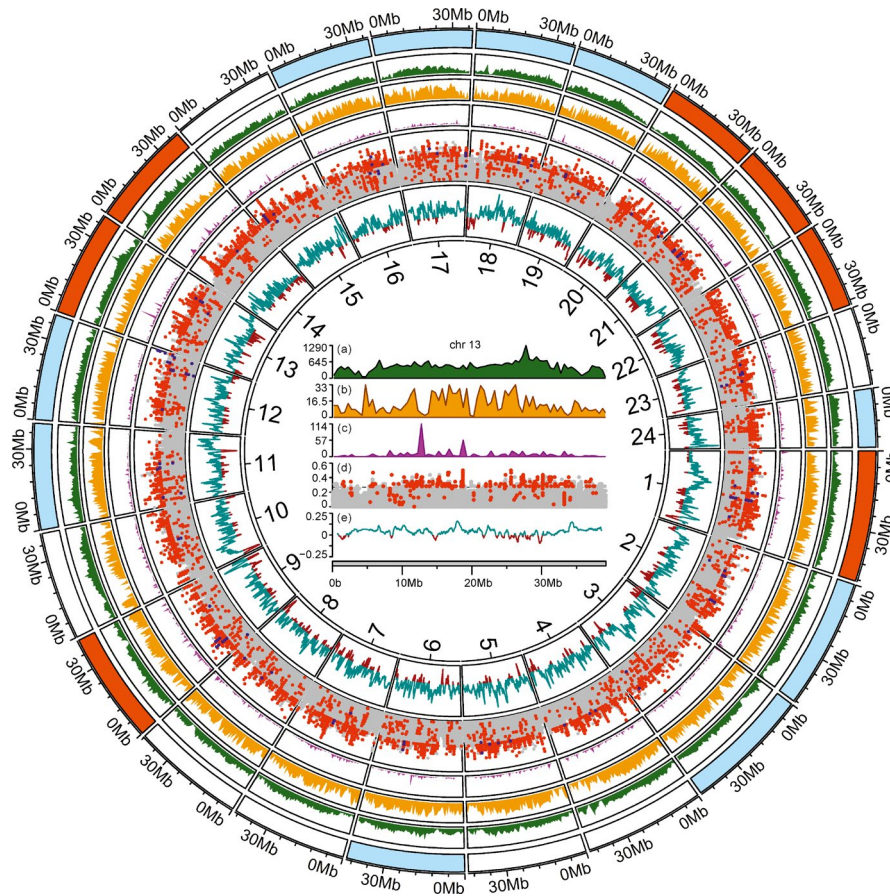 30Mb
0Mb
30Mb
0Mb
30Mb
0Mb
30Mb
0Mb
30Mb
0Mb
30Mb
0Mb
0Mb
0Mb
30Mb
0Mb
30Mb
0Mb
30Mb
0Mb
30Mb
0Mb
30Mb
0Mb
30Mb
0Mb
30Mb
0Mb
30Mb
0Mb
30Mb
0Mb
30Mb
0Mb
30Mb
0Mb
30Mb
0Mb
30Mb
0Mb
30Mb
0Mb
30Mb
0Mb
30Mb
0Mb
1
2
3
4
5
6
7
8
9
10
11
12
13
14
15
16
17
18
19
20
21
22
23
24
chr 13
(a)
1290
645
0
(b)
33
16.5
0
(c)
114
57
0
(d)
0.6
0.4
0.2
0
(e)
0.25
0
−0.25
0b 10Mb 20Mb 30Mb